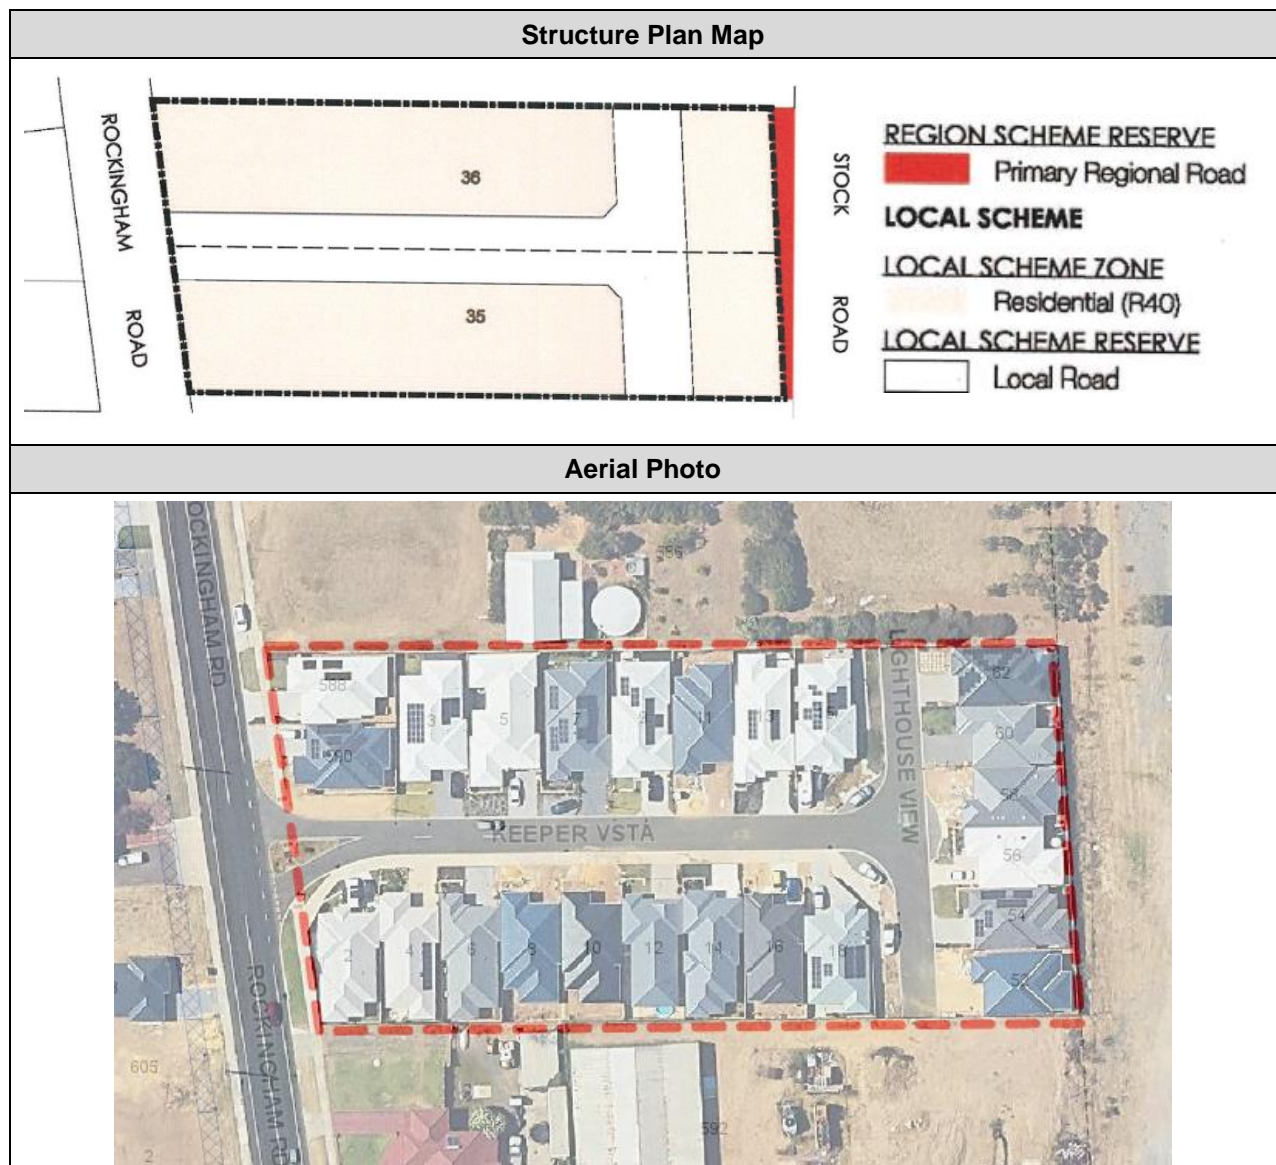 Structure Plan Map
ROCKINGHAM
ROAD
36
35
STOCK
ROAD
REGION SCHEME RESERVE
Primary Regional Road
LOCAL SCHEME
LOCAL SCHEME ZONE
Residential (R40)
LOCAL SCHEME RESERVE
Local Road
Aerial Photo
OCKINGHAM RD
586
588
590
3
5
7
9
11
13
15
LIGHTHOUSE VIEW
62
60
58
56
54
52
KEEPER VSTA
2
4
6
8
10
12
14
16
18
ROCKINGHAM RD
605
592
2